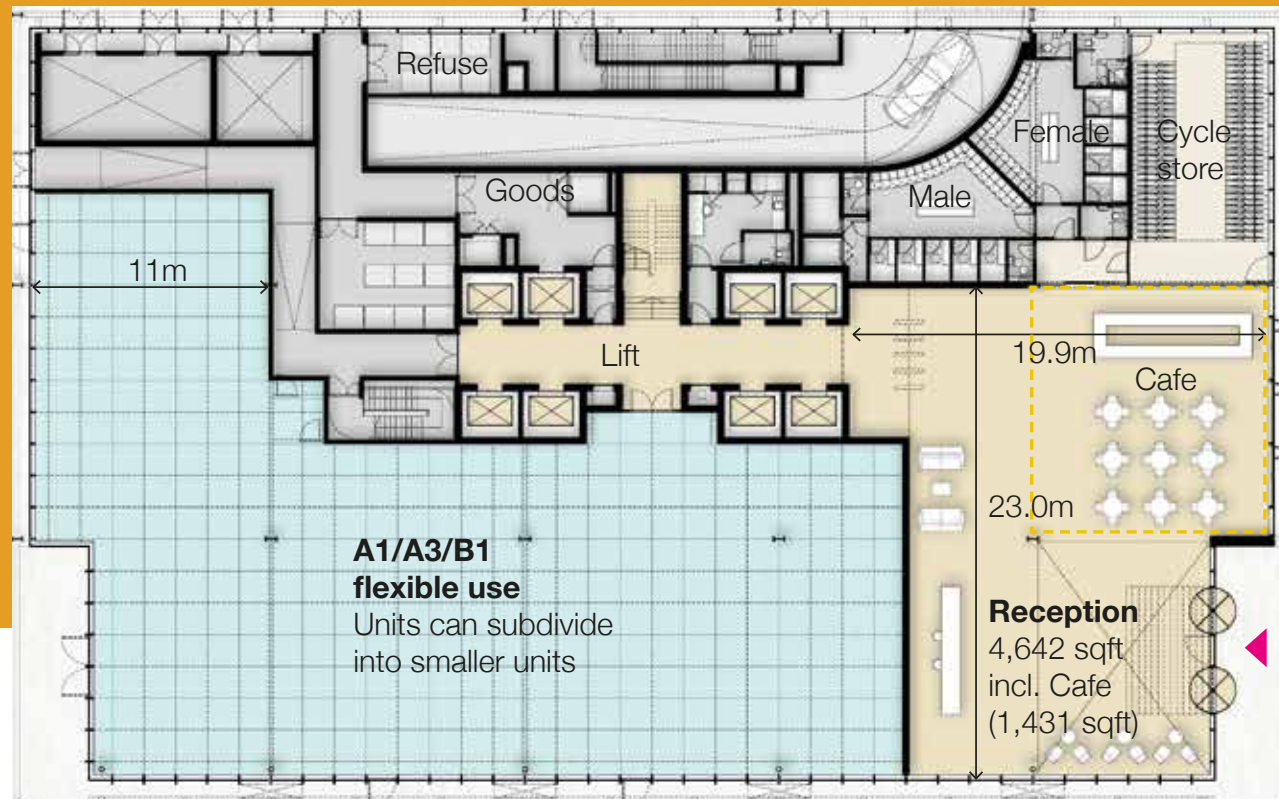 Refuse
Female
Cycle
store
Goods
Male
11m
Lift
19.9m
Cafe
23.0m
A1/A3/B1
flexible use
Units can subdivide
into smaller units
Reception
4,642 sqft
incl. Cafe
(1,431 sqft)